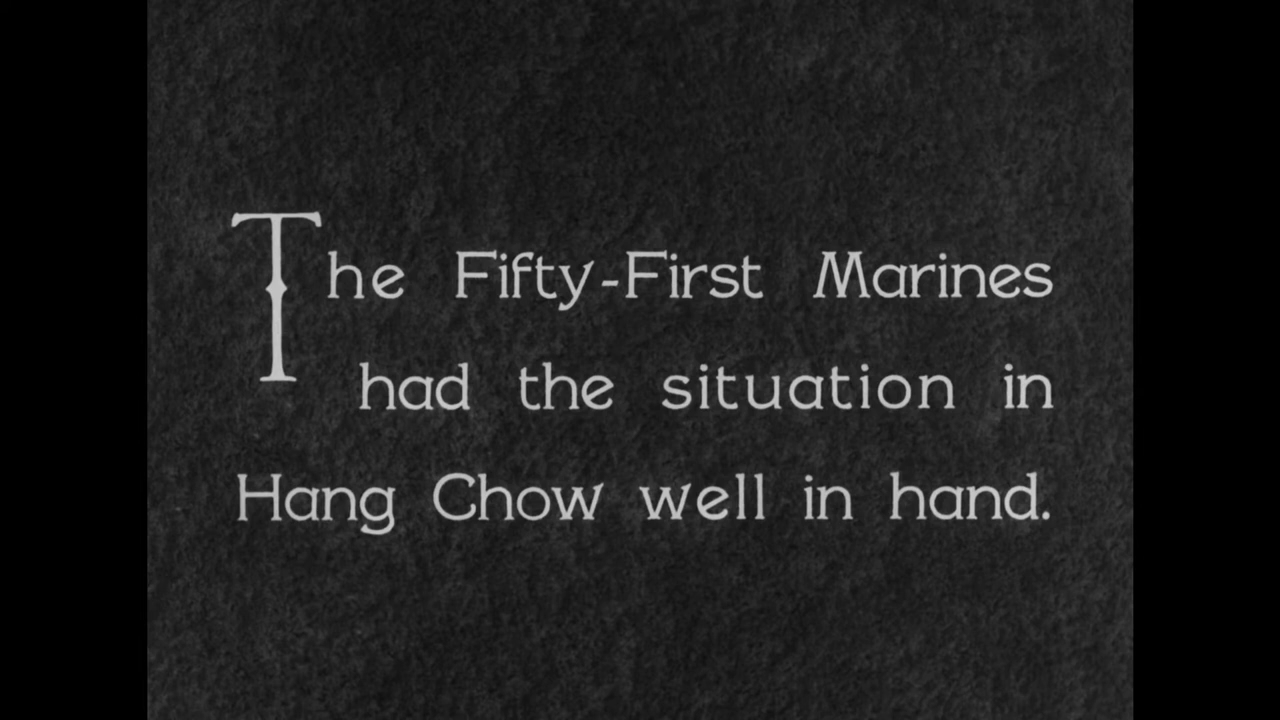 The Fifty-First Marines
had the situation in
Hang Chow well in hand.